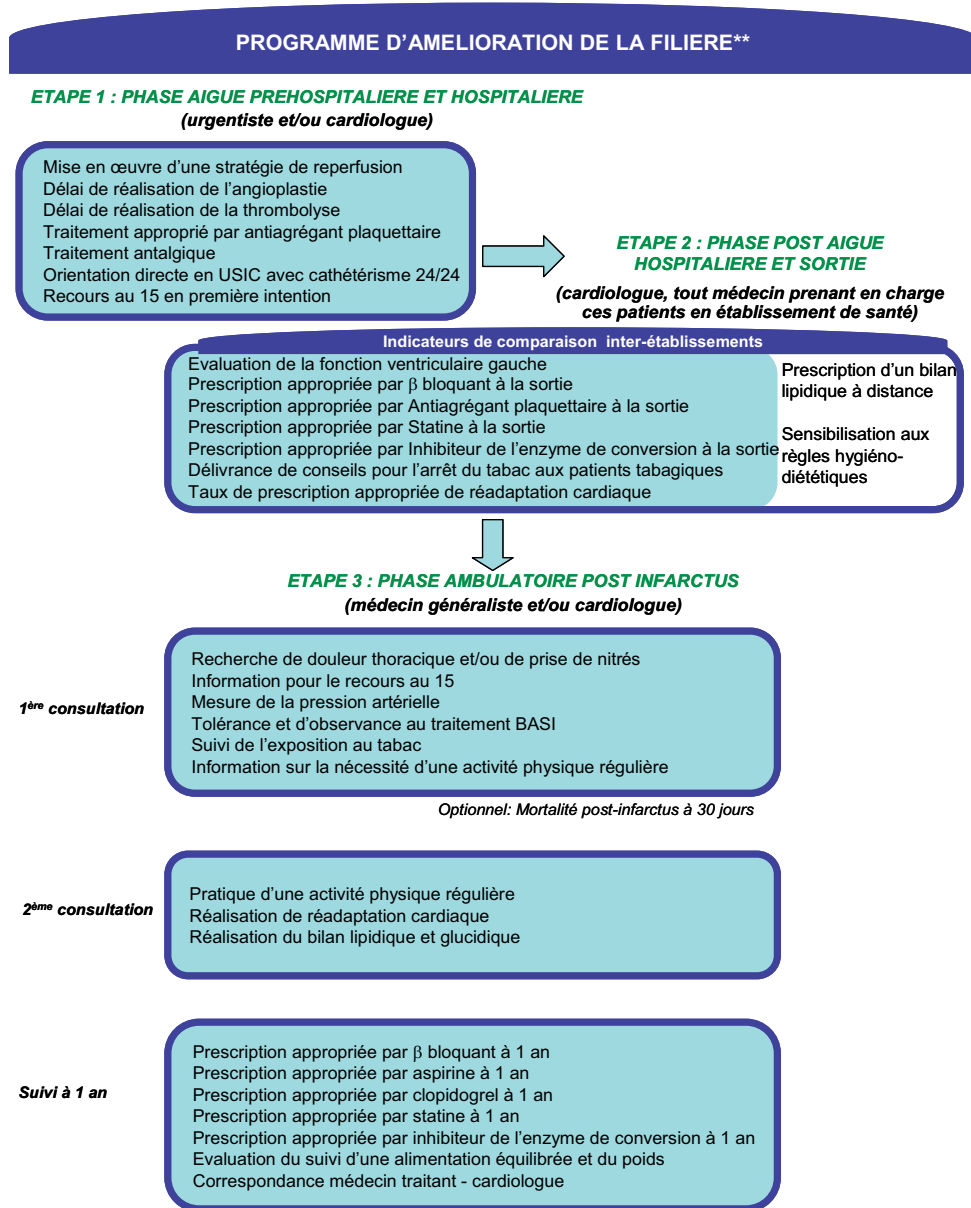 PROGRAMME D'AMELIORATION DE LA FILIERE**
ETAPE 1 : PHASE AIGUE PREHOSPITALIERE ET HOSPITALIERE
(urgentiste et/ou cardiologue)
Mise en œuvre d'une stratégie de reperfusion
Délai de réalisation de l'angioplastie
Délai de réalisation de la thrombolyse
Traitement approprié par antiagrégant plaquettaire
Traitement antalgique
Orientation directe en USIC avec cathétérisme 24/24
Recours au 15 en première intention
ETAPE 2 : PHASE POST AIGUE
HOSPITALIERE ET SORTIE
(cardiologue, tout médecin prenant en charge
ces patients en établissement de santé)
Indicateurs de comparaison inter-établissements
Evaluation de la fonction ventriculaire gauche
Prescription appropriée par β bloquant à la sortie
Prescription appropriée par Antiagrégant plaquettaire à la sortie
Prescription appropriée par Statine à la sortie
Prescription appropriée par Inhibiteur de l'enzyme de conversion à la sortie
Délivrance de conseils pour l'arrêt du tabac aux patients tabagiques
Taux de prescription appropriée de réadaptation cardiaque
Prescription d'un bilan
lipidique à distance
Sensibilisation aux
règles hygiéno-
diététiques
ETAPE 3 : PHASE AMBULATOIRE POST INFARCTUS
(médecin généraliste et/ou cardiologue)
1ère consultation
Recherche de douleur thoracique et/ou de prise de nitrés
Information pour le recours au 15
Mesure de la pression artérielle
Tolérance et d'observance au traitement BASI
Suivi de l'exposition au tabac
Information sur la nécessité d'une activité physique régulière
Optionnel: Mortalité post-infarctus à 30 jours
2ème consultation
Pratique d'une activité physique régulière
Réalisation de réadaptation cardiaque
Réalisation du bilan lipidique et glucidique
Suivi à 1 an
Prescription appropriée par β bloquant à 1 an
Prescription appropriée par aspirine à 1 an
Prescription appropriée par clopidogrel à 1 an
Prescription appropriée par statine à 1 an
Prescription appropriée par inhibiteur de l'enzyme de conversion à 1 an
Evaluation du suivi d'une alimentation équilibrée et du poids
Correspondance médecin traitant - cardiologue